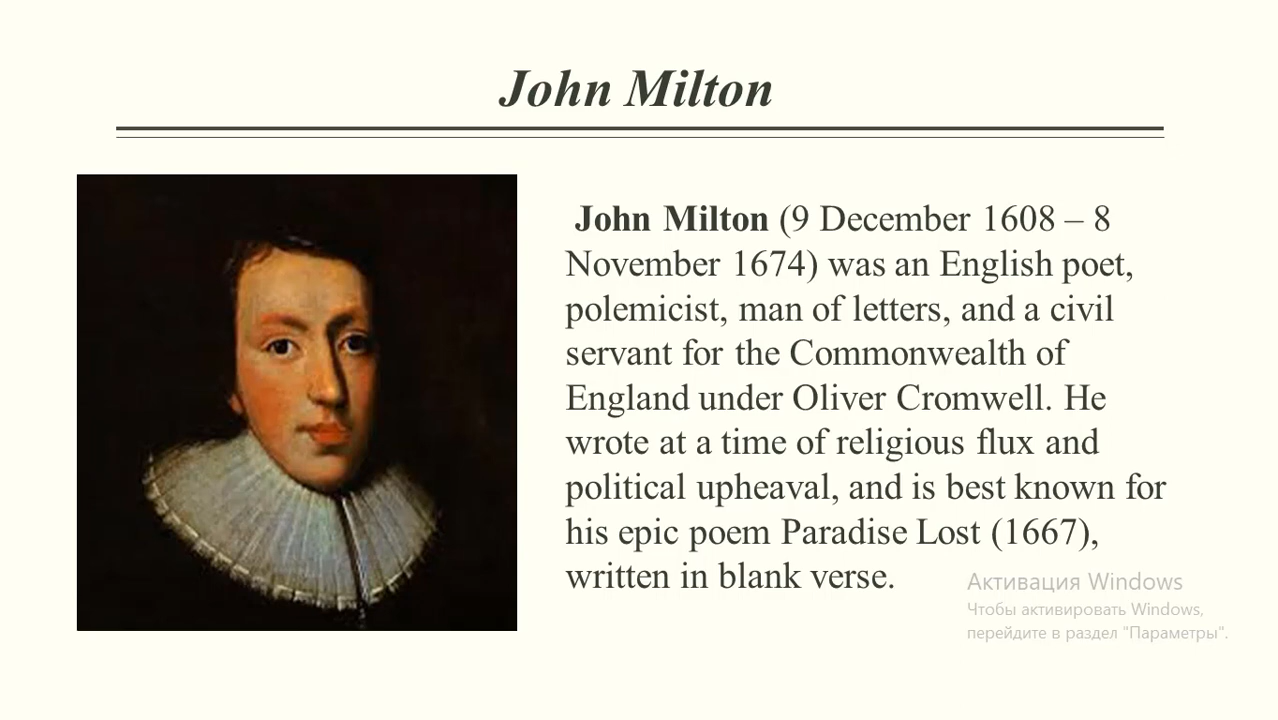 John Milton
John Milton (9 December 1608 – 8
November 1674) was an English poet,
polemicist, man of letters, and a civil
servant for the Commonwealth of
England under Oliver Cromwell. He
wrote at a time of religious flux and
political upheaval, and is best known for
his epic poem Paradise Lost (1667),
written in blank verse.
Активация Windows
Чтобы активировать Windows,
перейдите в раздел "Параметры".